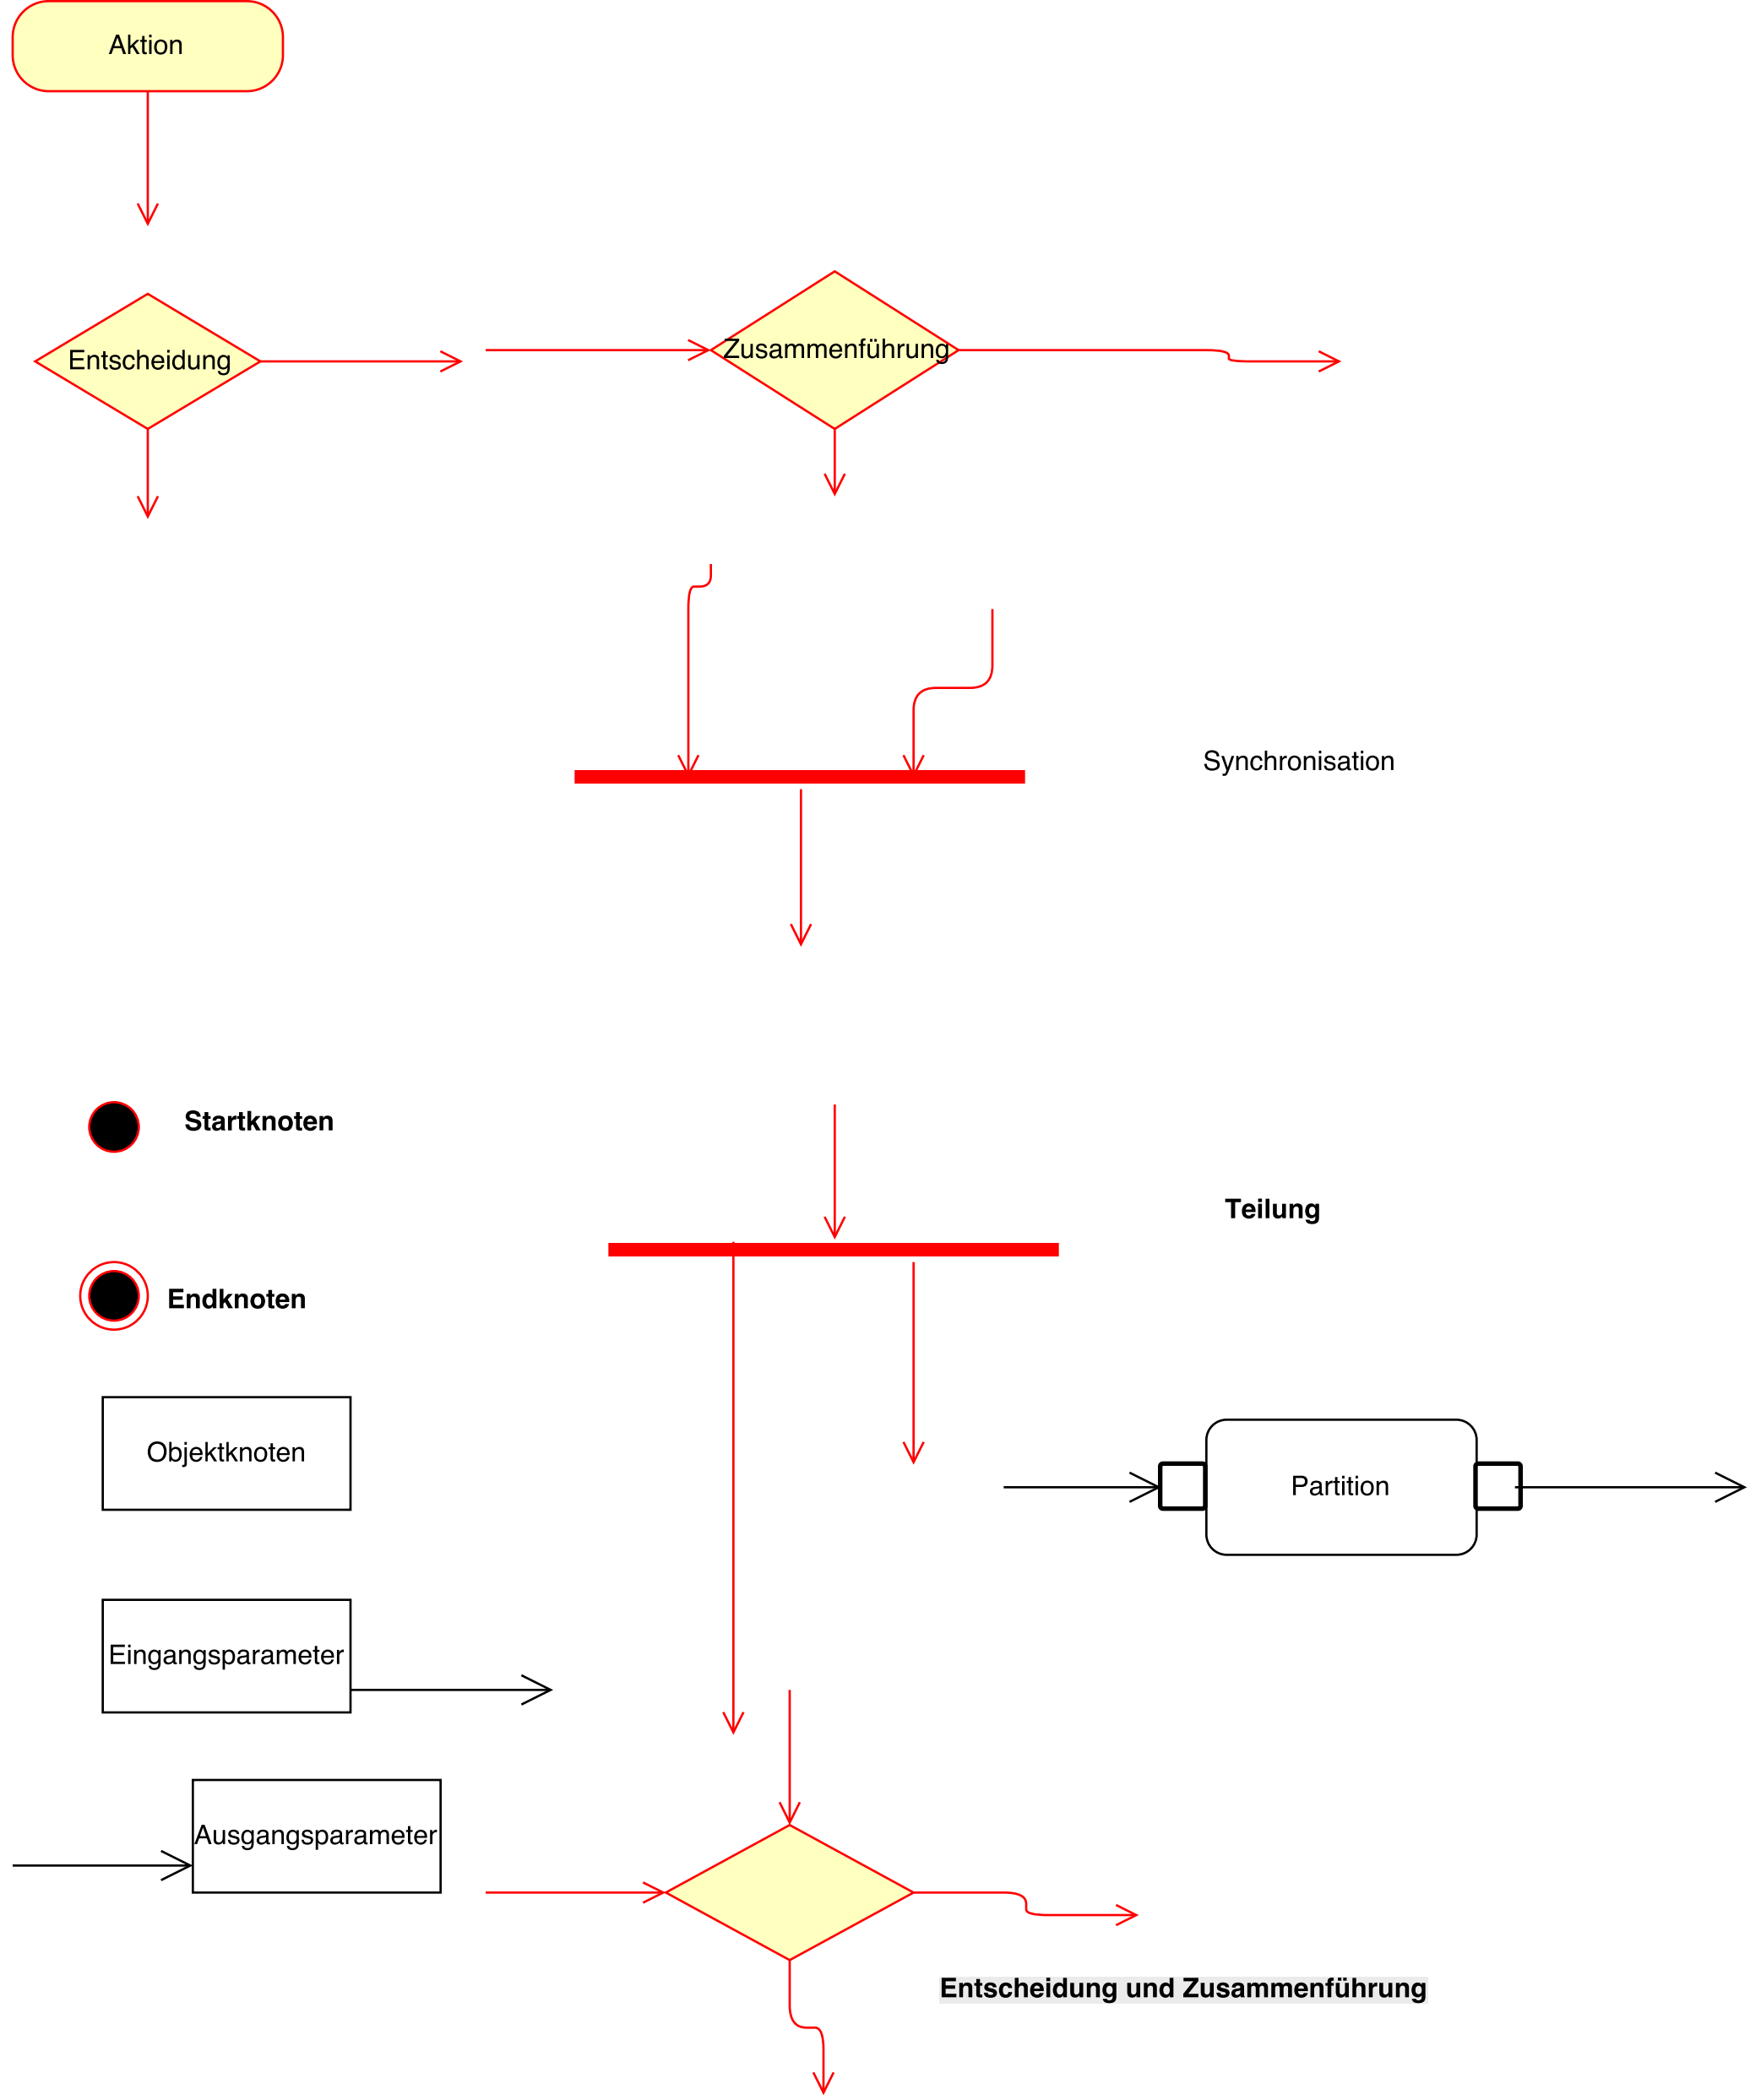 Aktion
Entscheidung
Zusammenführung
Synchronisation
Startknoten
Teilung
Endknoten
Objektknoten
Partition
Eingangsparameter
Ausgangsparameter
Entscheidung und Zusammenführung